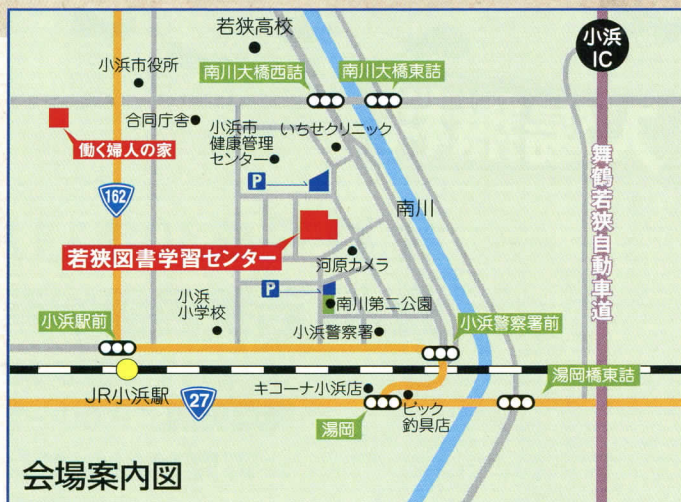 若狭高校
小浜IC
小浜市役所
南川大橋西詰
南川大橋東詰
合同庁舎
小浜市
健康管理
センター
いちせクリニック
働く婦人の家
P
162
南川
舞鶴若狭自動車道
若狭図書学習センター
河原カメラ
P
小浜
小学校
南川第二公園
小浜駅前
小浜警察署
小浜警察署前
JR小浜駅
27
キコーナ小浜店
湯岡橋東詰
湯岡
ビック
釣具店
会場案内図